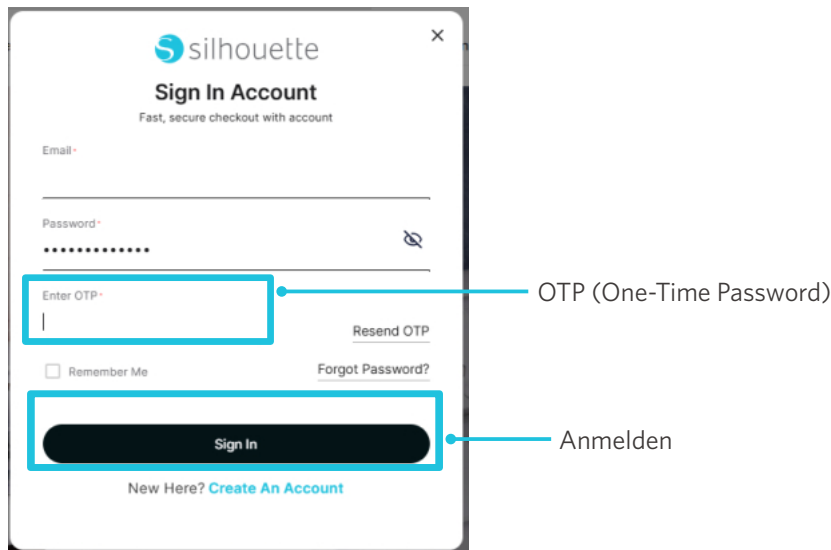 silhouette
Sign In Account
Fast, secure checkout with account
Email *
Password *
Enter OTP *
OTP (One-Time Password)
Resend OTP
Remember Me
Forgot Password?
Sign In
Anmelden
New Here? Create An Account